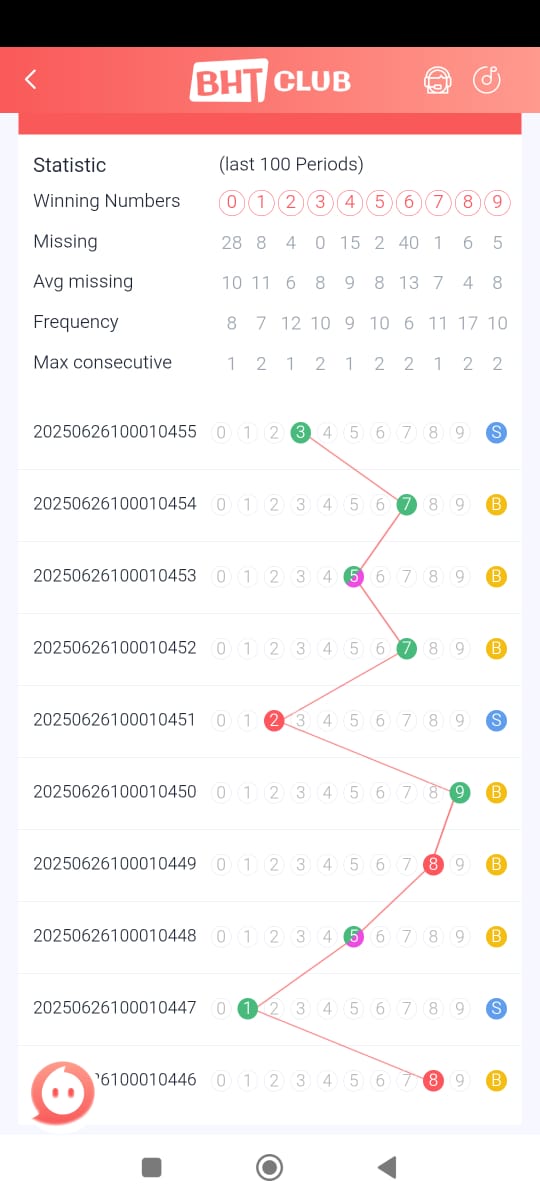 BHT CLUB
Statistic (last 100 Periods)
Winning Numbers 0 1 2 3 4 5 6 7 8 9
Missing 28 8 4 0 15 2 40 1 6 5
Avg missing 10 11 6 8 9 8 13 7 4 8
Frequency 8 7 12 10 9 10 6 11 17 10
Max consecutive 1 2 1 2 1 2 2 1 2 2
20250626100010455 0 1 2 3 4 5 6 7 8 9 S
20250626100010454 0 1 2 3 4 5 6 7 8 9 B
20250626100010453 0 1 2 3 4 5 6 7 8 9 B
20250626100010452 0 1 2 3 4 5 6 7 8 9 B
20250626100010451 0 1 2 3 4 5 6 7 8 9 S
20250626100010450 0 1 2 3 4 5 6 7 8 9 B
20250626100010449 0 1 2 3 4 5 6 7 8 9 B
20250626100010448 0 1 2 3 4 5 6 7 8 9 B
20250626100010447 0 1 2 3 4 5 6 7 8 9 S
6100010446 0 1 2 3 4 5 6 7 8 9 B